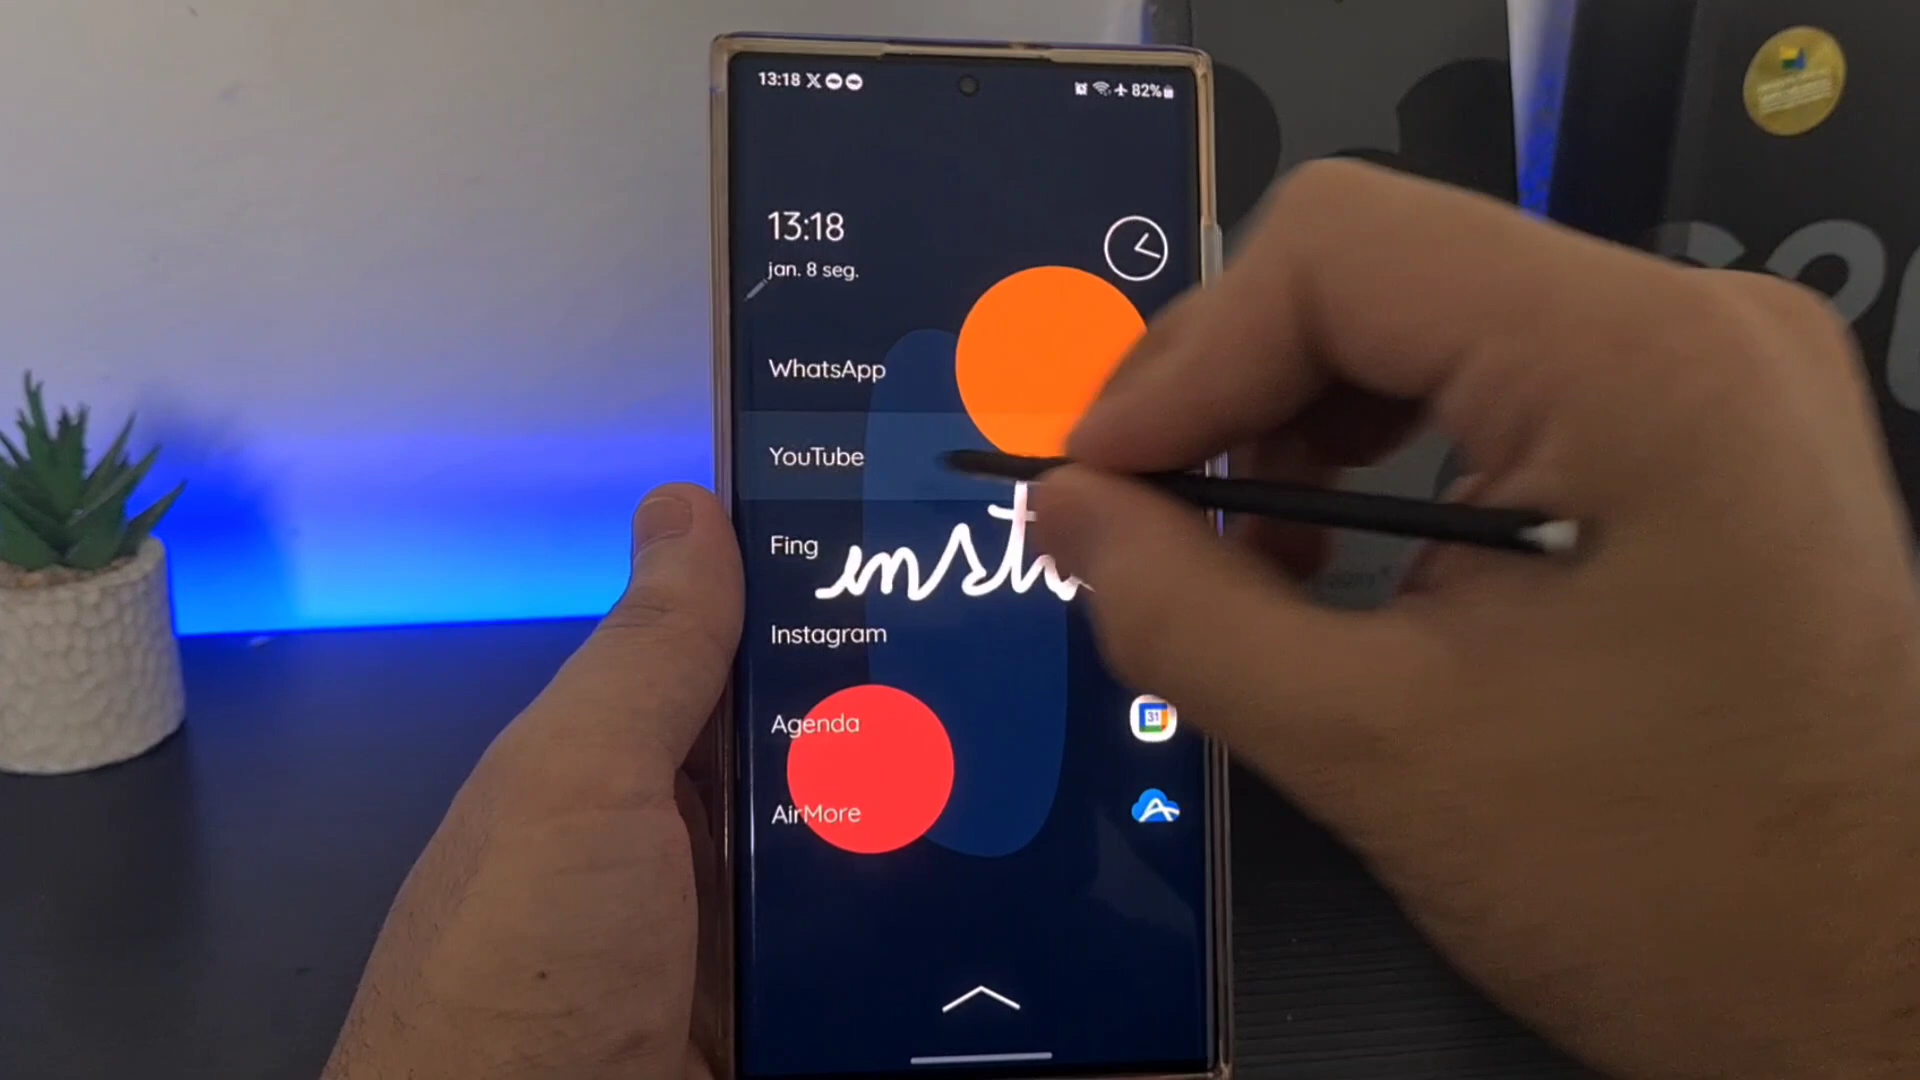 13:18
82%
13:18
jan. 8 seg.
WhatsApp
YouTube
Fing
inst
Instagram
Agenda
31
AirMore